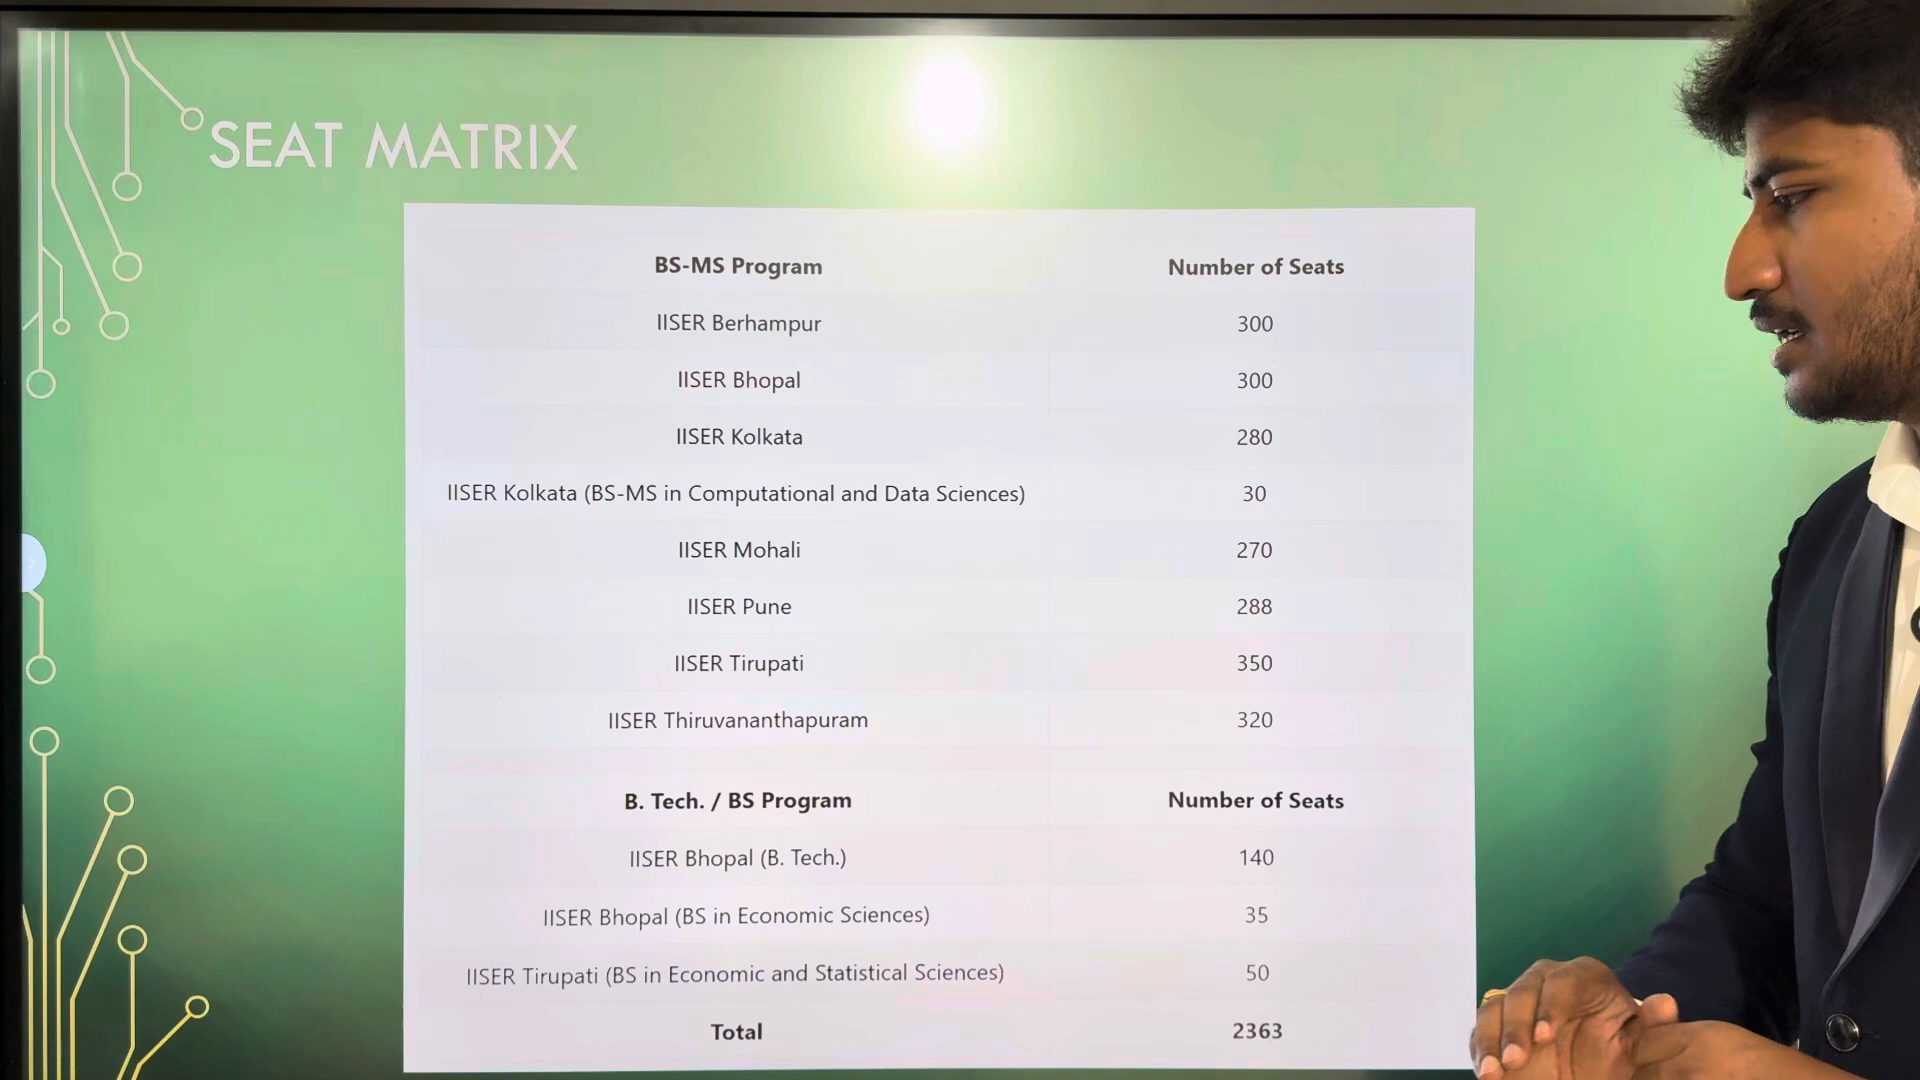 SEAT MATRIX
BS-MS Program Number of Seats
IISER Berhampur 300
IISER Bhopal 300
IISER Kolkata 280
IISER Kolkata (BS-MS in Computational and Data Sciences) 30
IISER Mohali 270
IISER Pune 288
IISER Tirupati 350
IISER Thiruvananthapuram 320
B. Tech. / BS Program Number of Seats
IISER Bhopal (B. Tech.) 140
IISER Bhopal (BS in Economic Sciences) 35
IISER Tirupati (BS in Economic and Statistical Sciences) 50
Total 2363